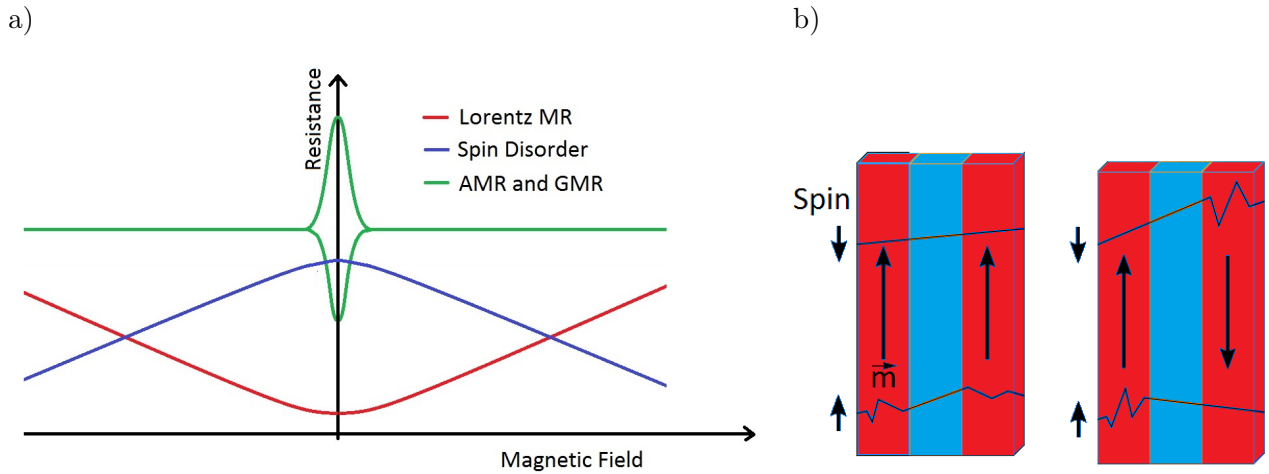 a)
b)
Resistance
Lorentz MR
Spin Disorder
AMR and GMR
Magnetic Field
Spin
m